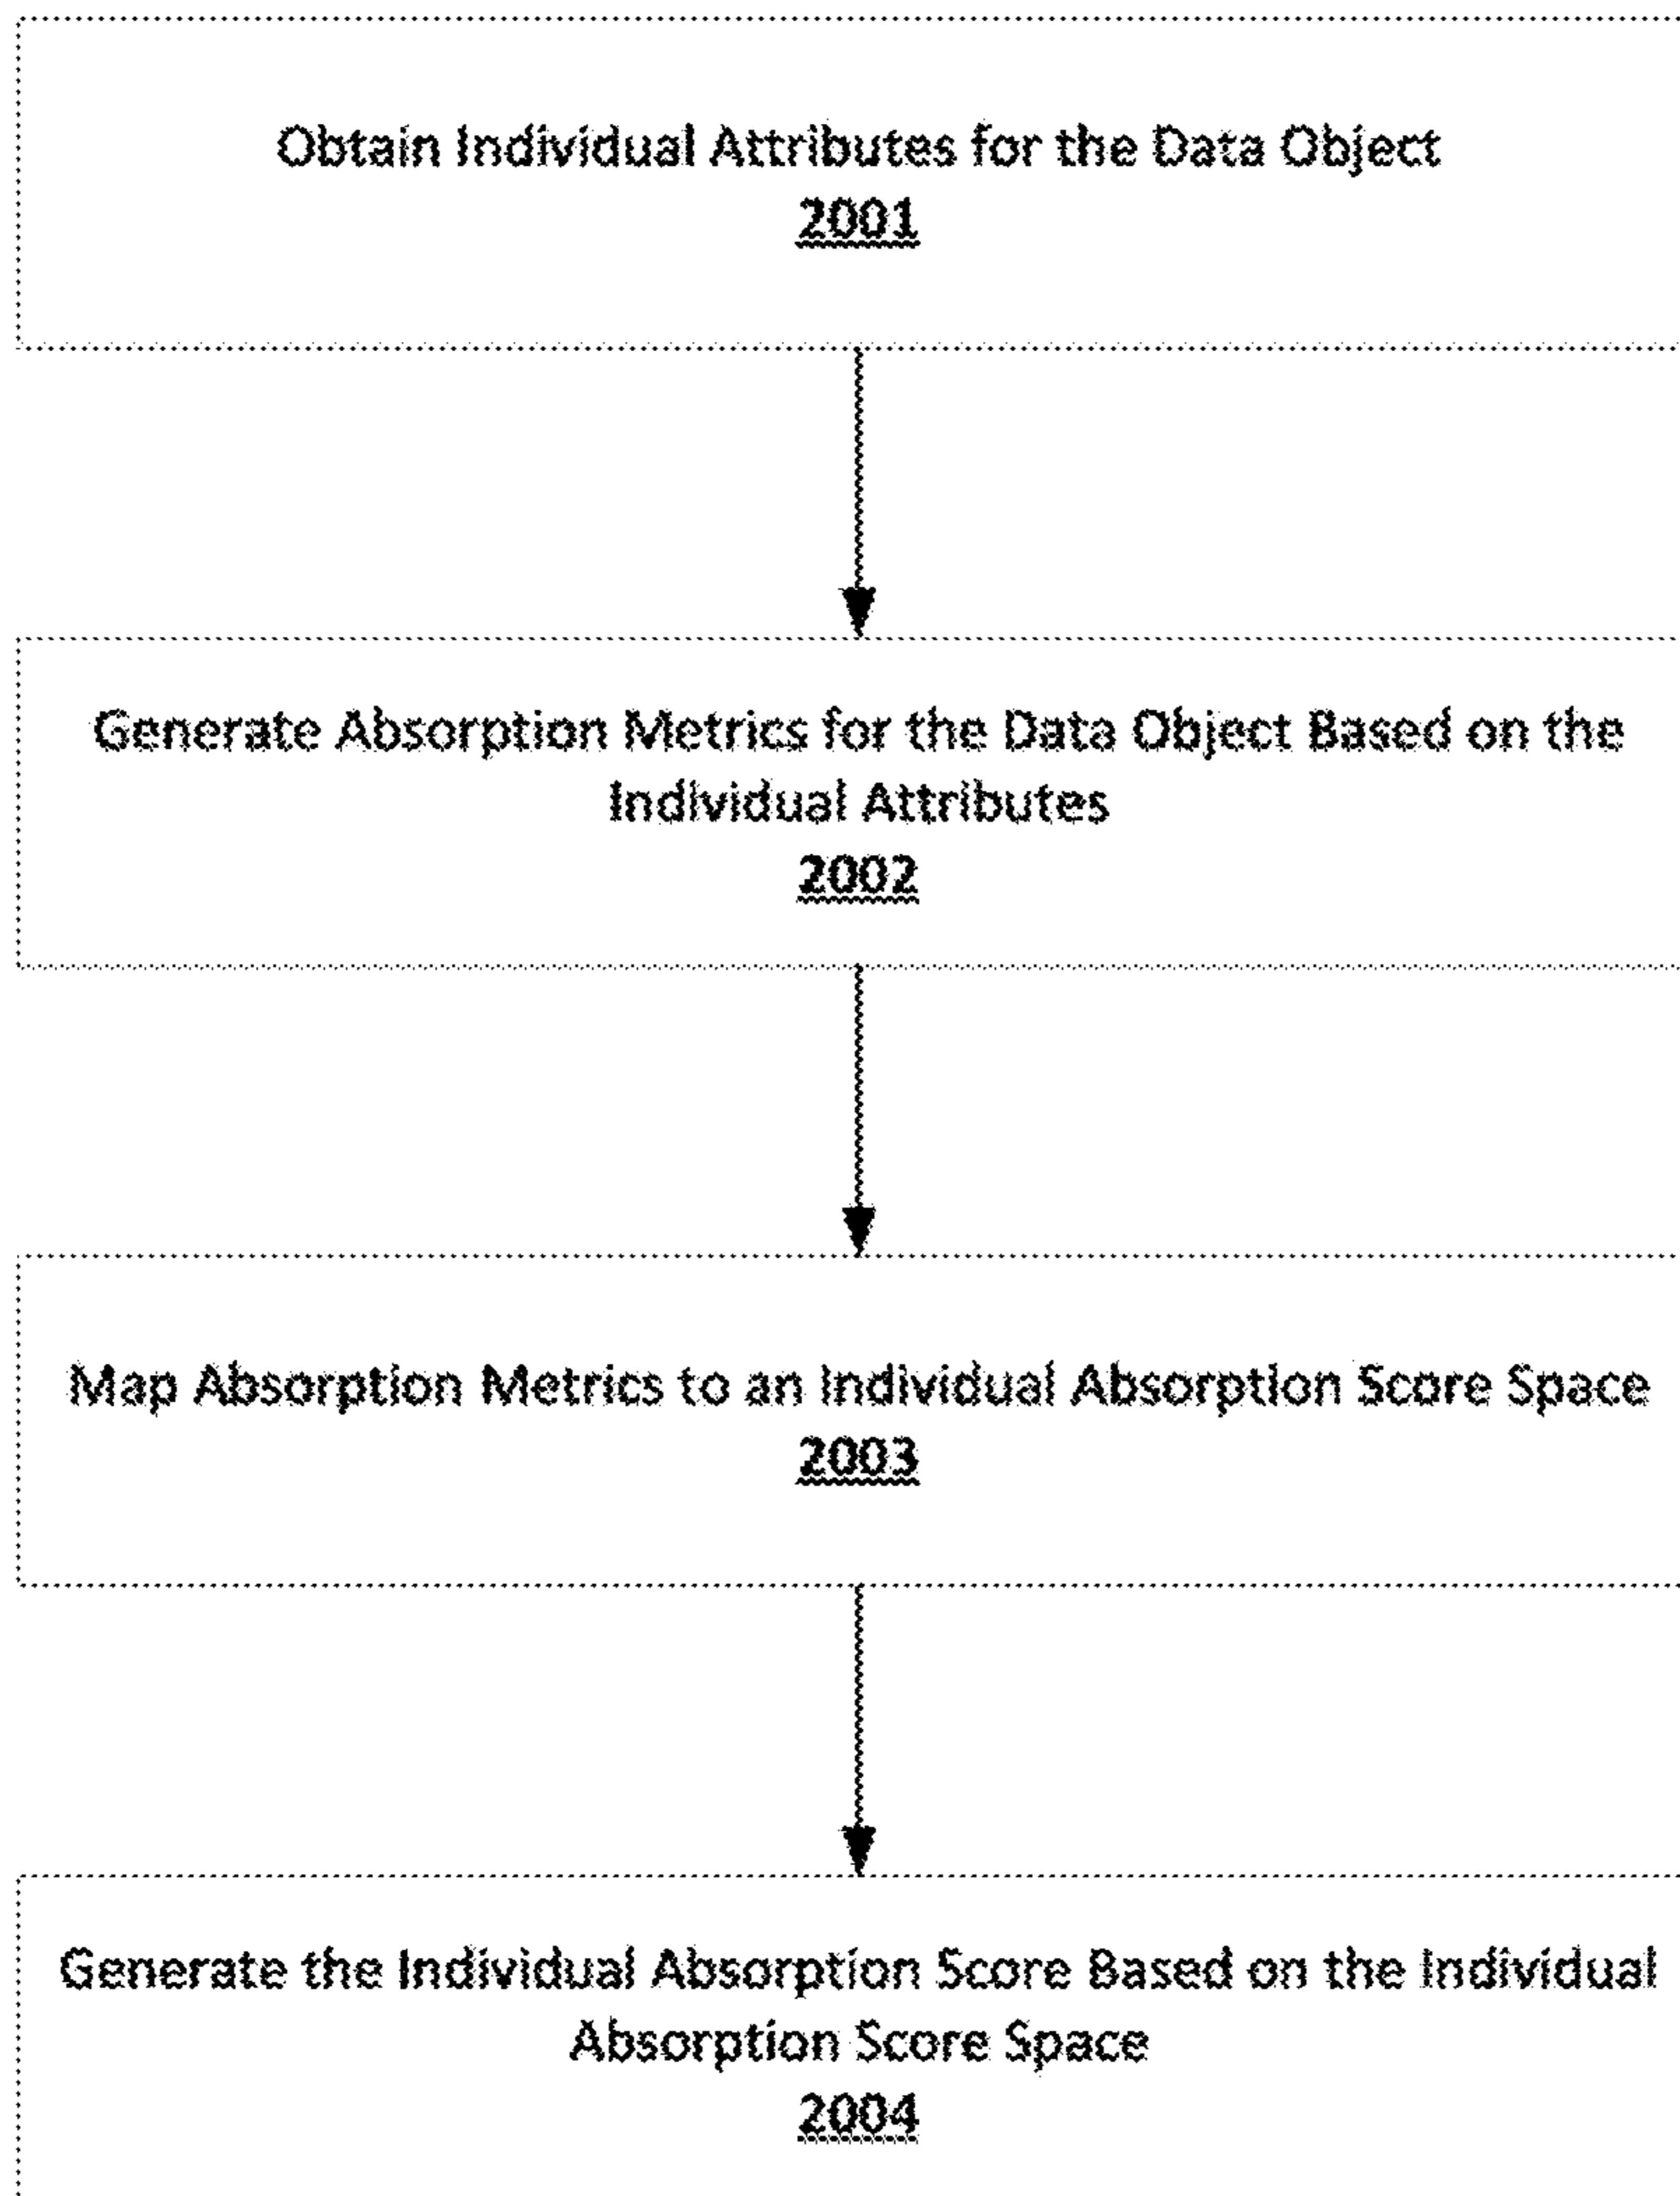 Obtain Individual Attributes for the Data Object
2001
Generate Absorption Metrics for the Data Object Based on the
Individual Attributes
2002
Map Absorption Metrics to an Individual Absorption Score Space
2003
Generate the Individual Absorption Score Based on the Individual
Absorption Score Space
2004